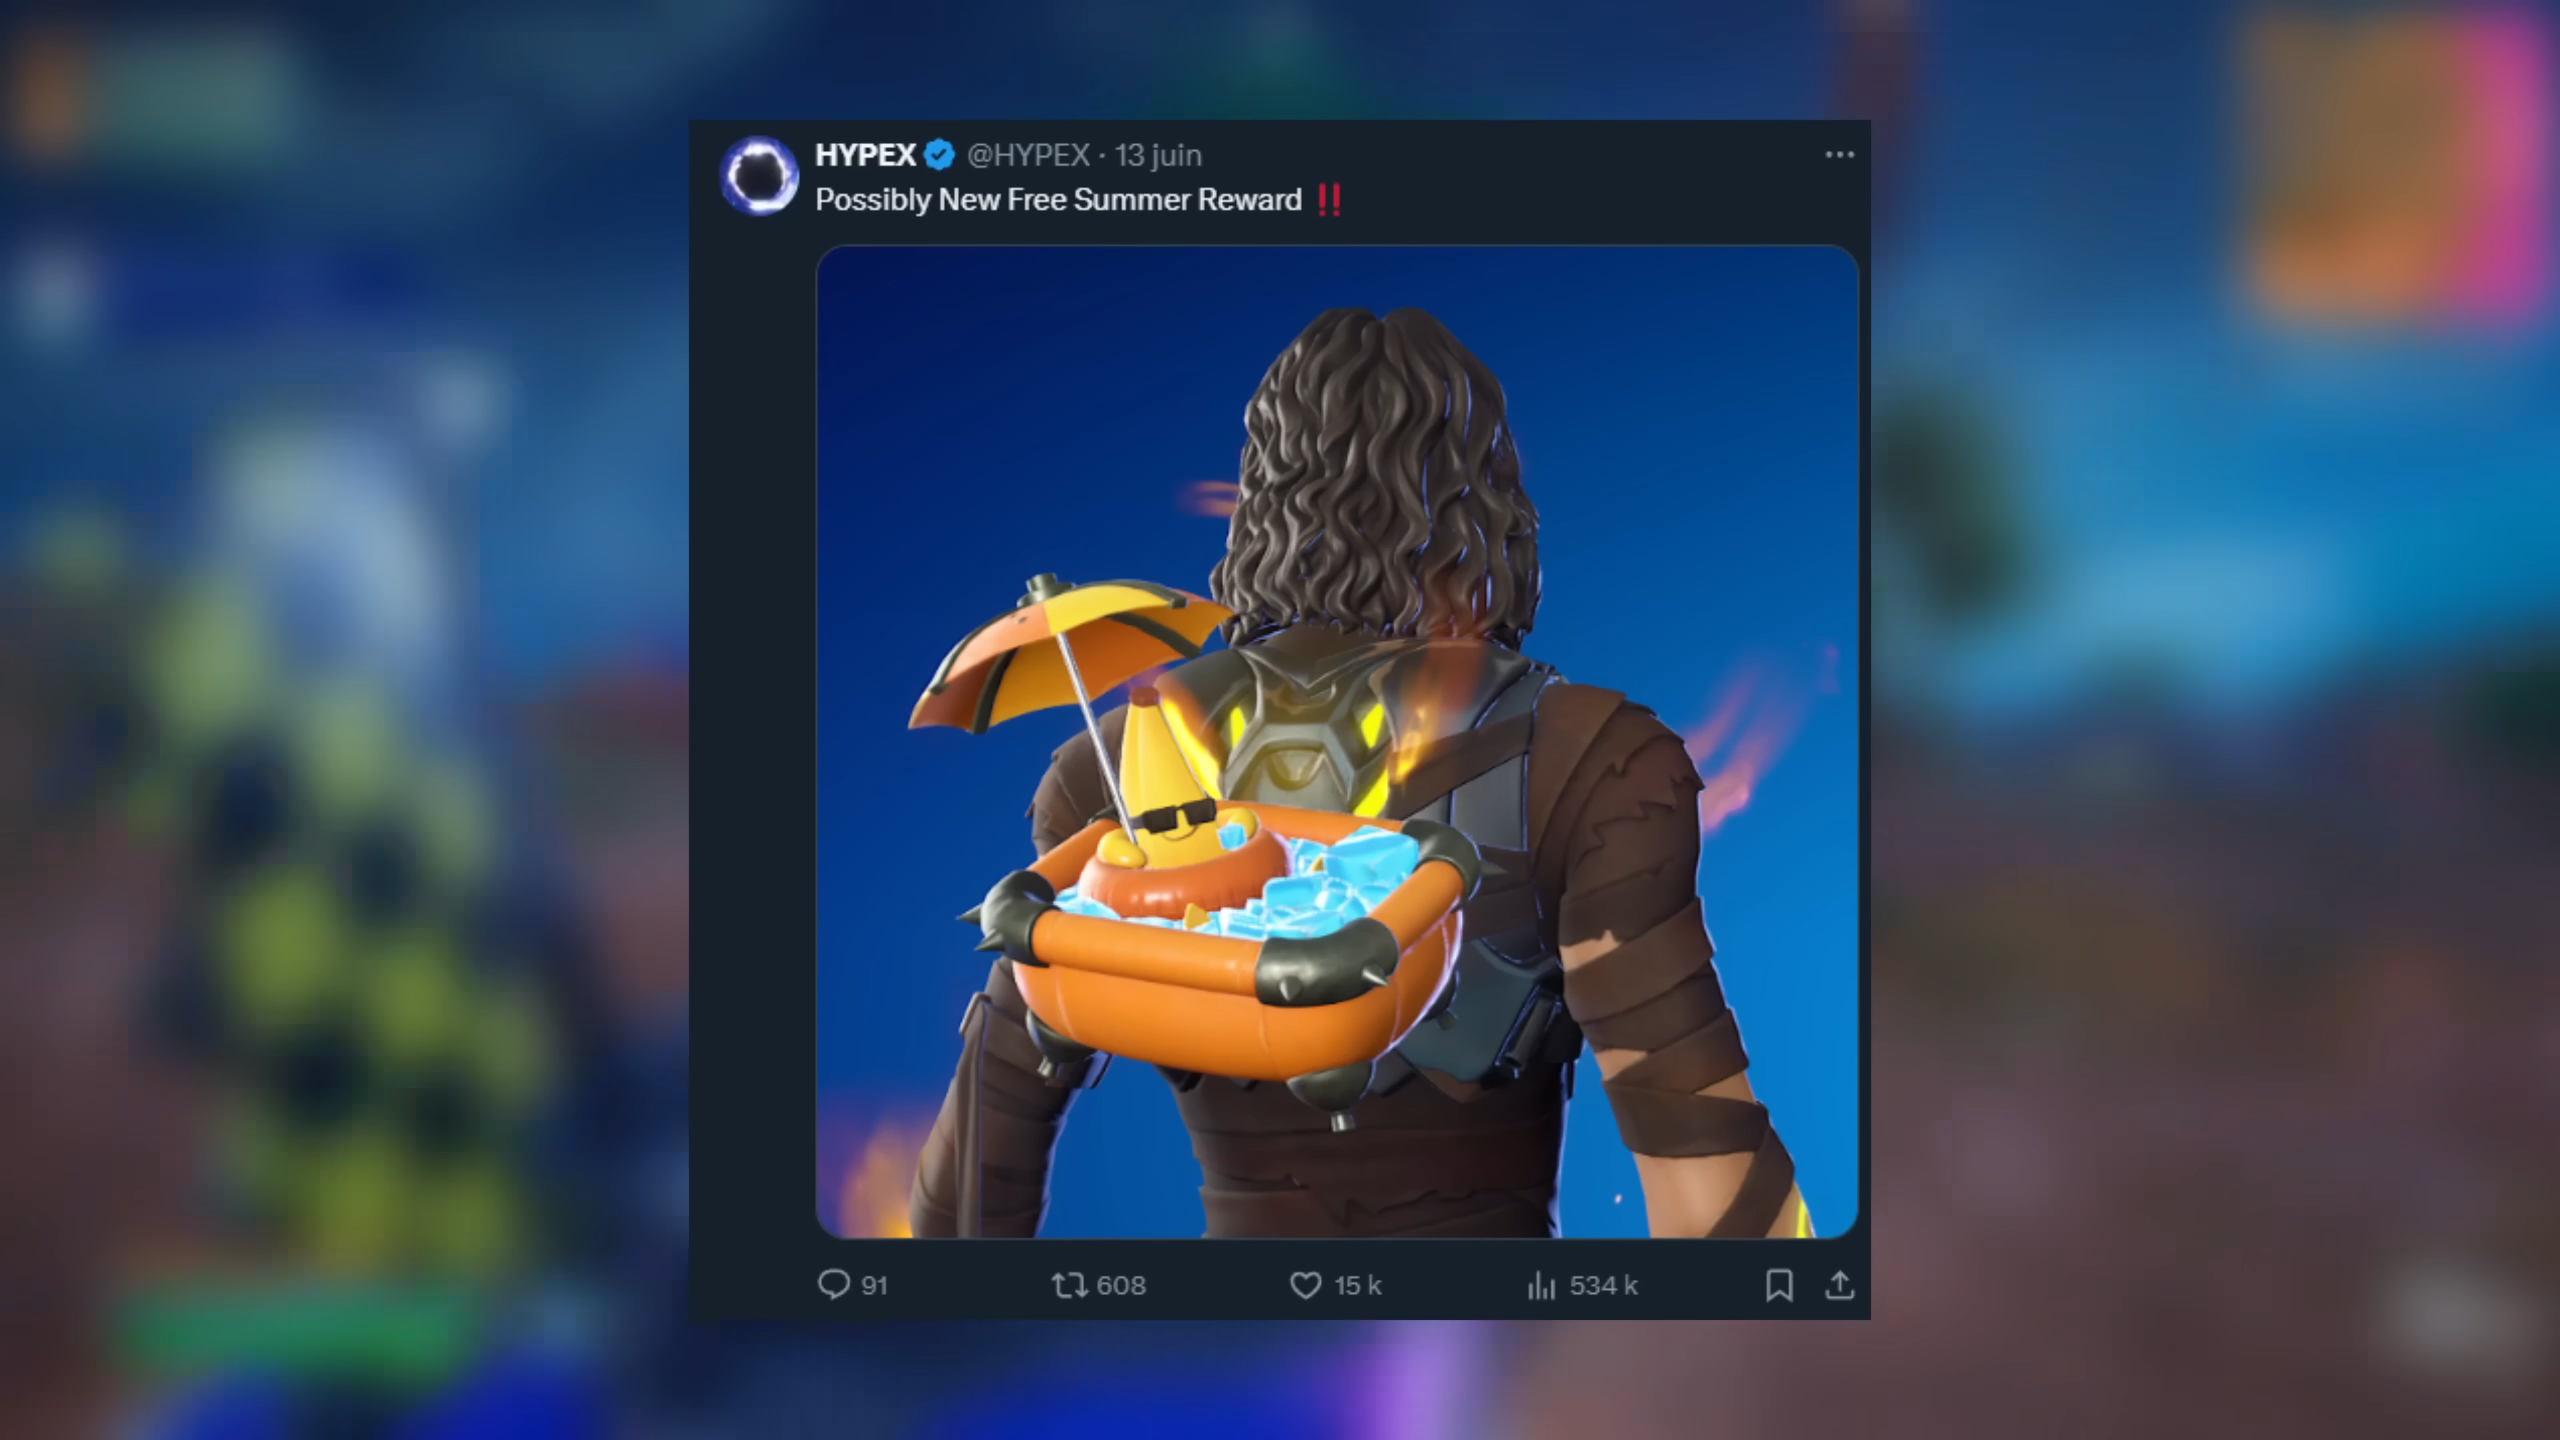 HYPEX @HYPEX · 13 juin
Possibly New Free Summer Reward ‼️
91 608 15 k 534 k